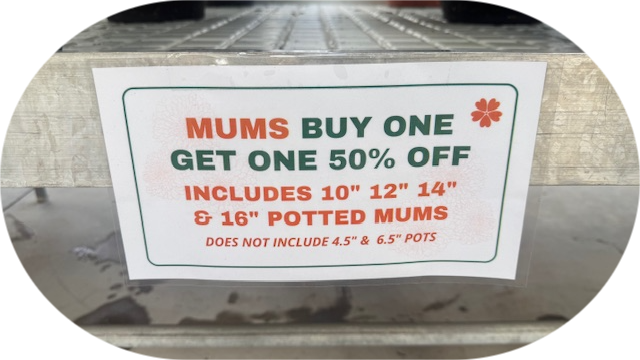 MUMS BUY ONE
GET ONE 50% OFF
INCLUDES 10" 12" 14"
& 16" POTTED MUMS
DOES NOT INCLUDE 4.5" & 6.5" POTS